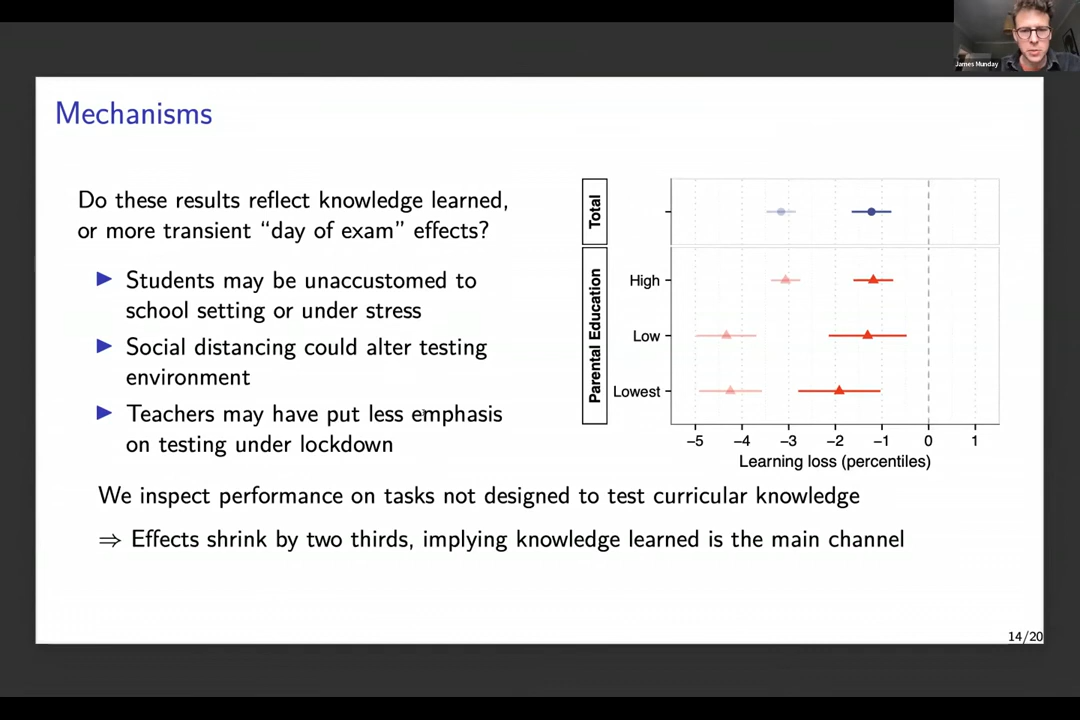 James Munday
Mechanisms
Do these results reflect knowledge learned,
or more transient “day of exam” effects?
Students may be unaccustomed to
school setting or under stress
Social distancing could alter testing
environment
Teachers may have put less emphasis
on testing under lockdown
Total
Parental Education
High
Low
Lowest
−5 −4 −3 −2 −1 0 1
Learning loss (percentiles)
We inspect performance on tasks not designed to test curricular knowledge
⇒ Effects shrink by two thirds, implying knowledge learned is the main channel
14/20